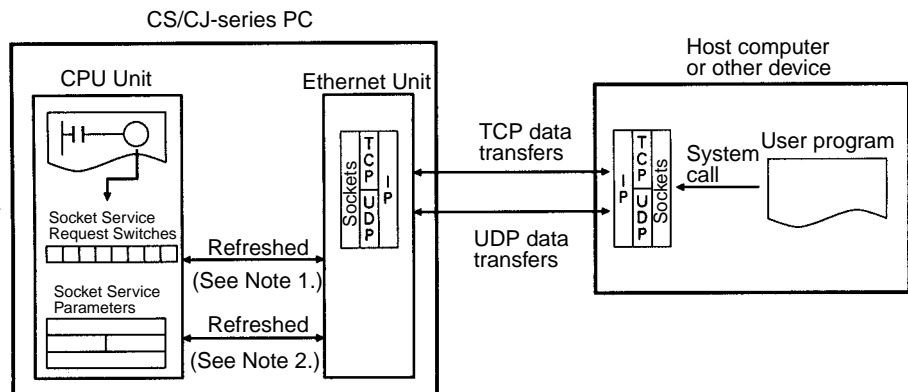 CS/CJ-series PC
CPU Unit
Ethernet Unit
Socket Service
Request Switches
Socket Service
Parameters
Refreshed
(See Note 1.)
Refreshed
(See Note 2.)
Sockets
TCP
UDP
IP
TCP data
transfers
UDP data
transfers
Host computer
or other device
IP
TCP
UDP
Sockets
System
call
User program